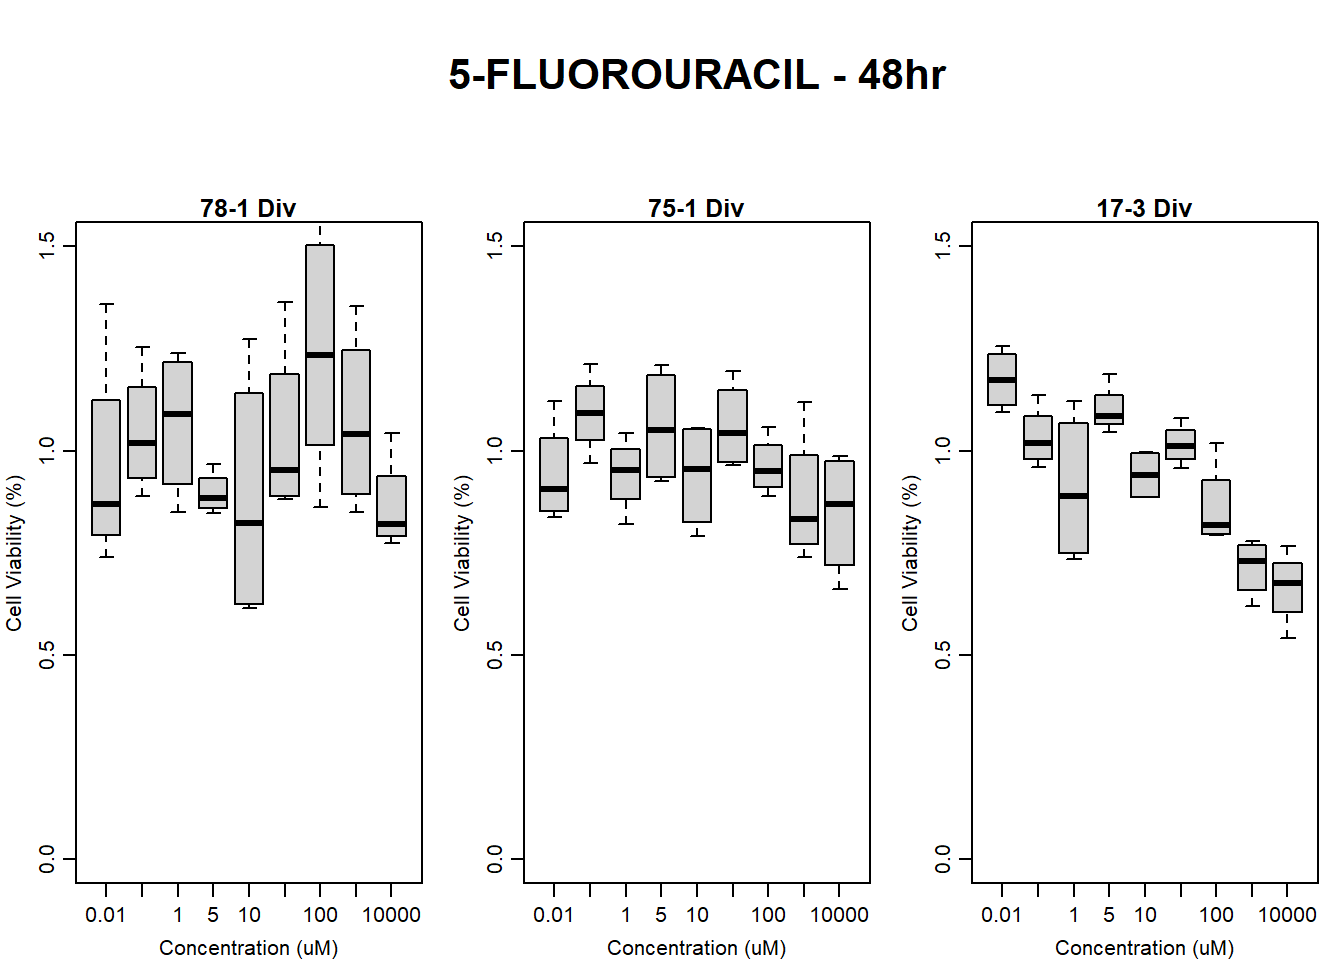 5-FLUOROURACIL - 48hr
78-1 Div
Cell Viability (%)
1.5
1.0
0.5
0.0
0.01 1 5 10 100 10000
Concentration (uM)
75-1 Div
Cell Viability (%)
1.5
1.0
0.5
0.0
0.01 1 5 10 100 10000
Concentration (uM)
17-3 Div
Cell Viability (%)
1.5
1.0
0.5
0.0
0.01 1 5 10 100 10000
Concentration (uM)